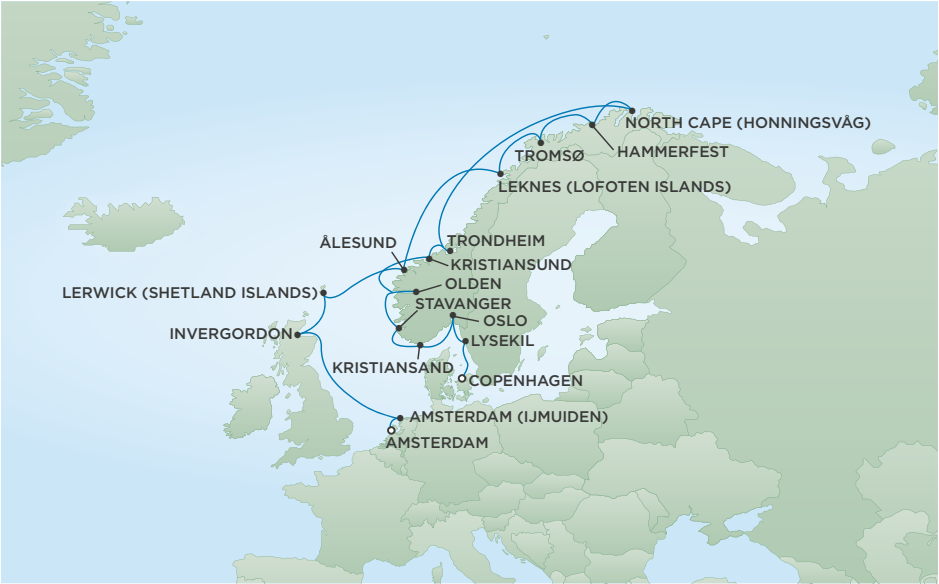 NORTH CAPE (HONNINGSVÅG)
HAMMERFEST
TROMSØ
LEKNES (LOFOTEN ISLANDS)
ÅLESUND
TRONDHEIM
KRISTIANSUND
OLDEN
LERWICK (SHETLAND ISLANDS)
STAVANGER
OSLO
INVERGORDON
LYSEKIL
KRISTIANSAND
COPENHAGEN
AMSTERDAM (IJMUIDEN)
AMSTERDAM